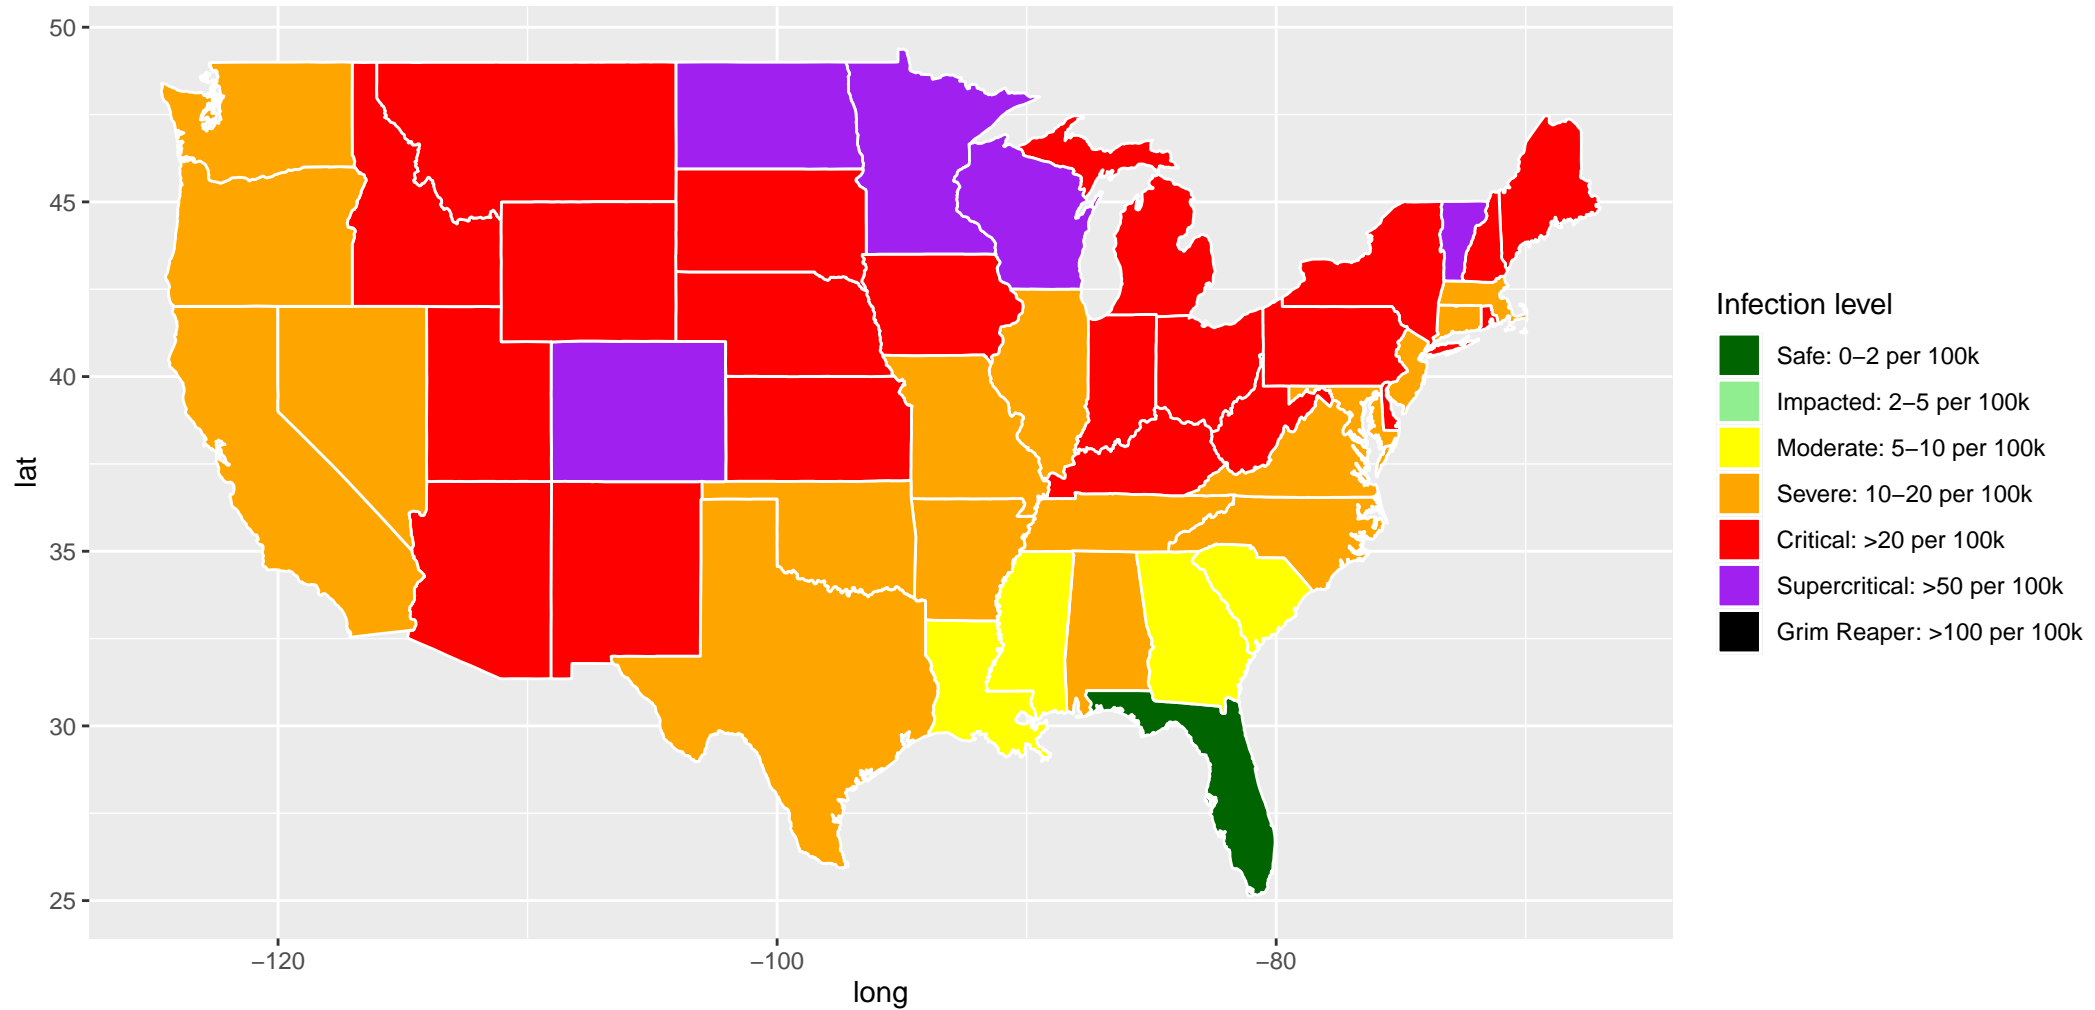 50
45
40
35
30
25
lat
−120
−100
−80
long
Infection level
Safe: 0−2 per 100k
Impacted: 2−5 per 100k
Moderate: 5−10 per 100k
Severe: 10−20 per 100k
Critical: >20 per 100k
Supercritical: >50 per 100k
Grim Reaper: >100 per 100k